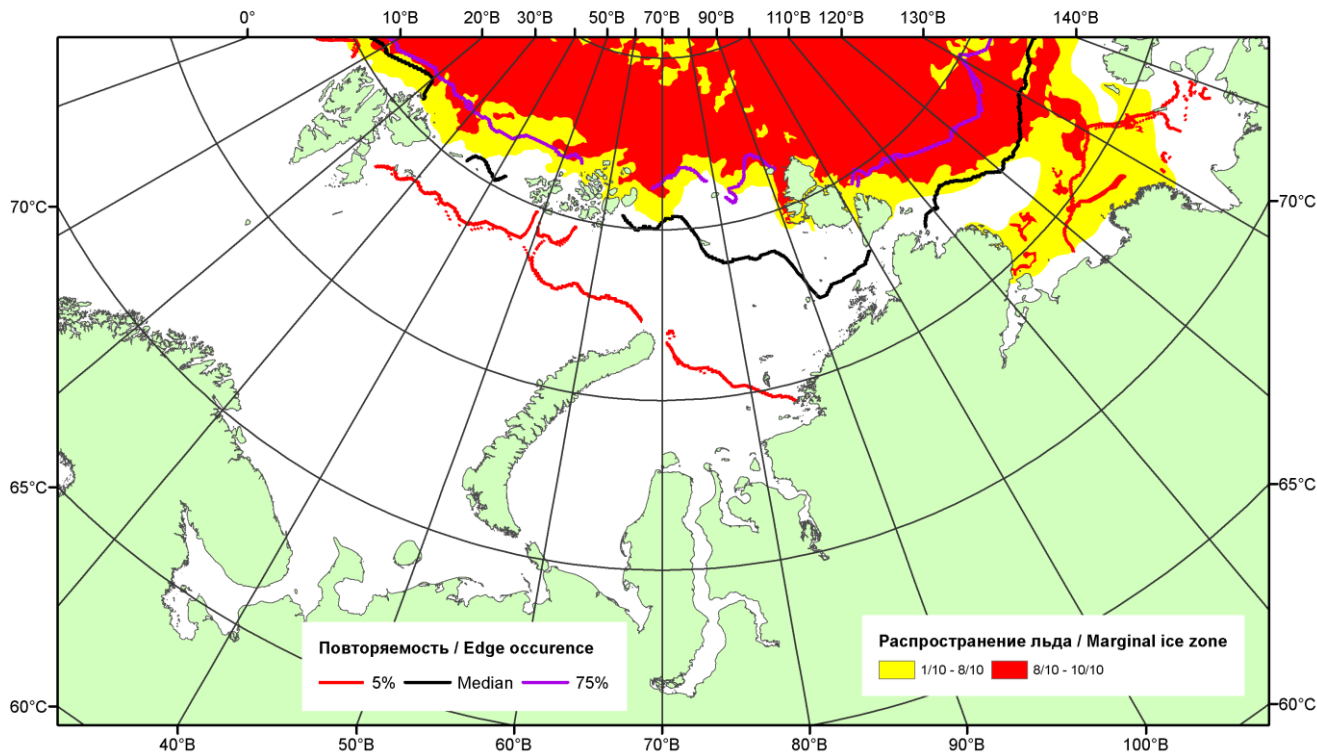 0° 10°В 20°В 30°В 50°В 70°В 90°В 110°В 120°В 130°В 140°В
70°С 70°С
65°С 65°С
Повторяемость / Edge occurence
5% Median 75%
Распространение льда / Marginal ice zone
1/10 - 8/10 8/10 - 10/10
60°С 60°С
40°В 50°В 60°В 70°В 80°В 90°В 100°В